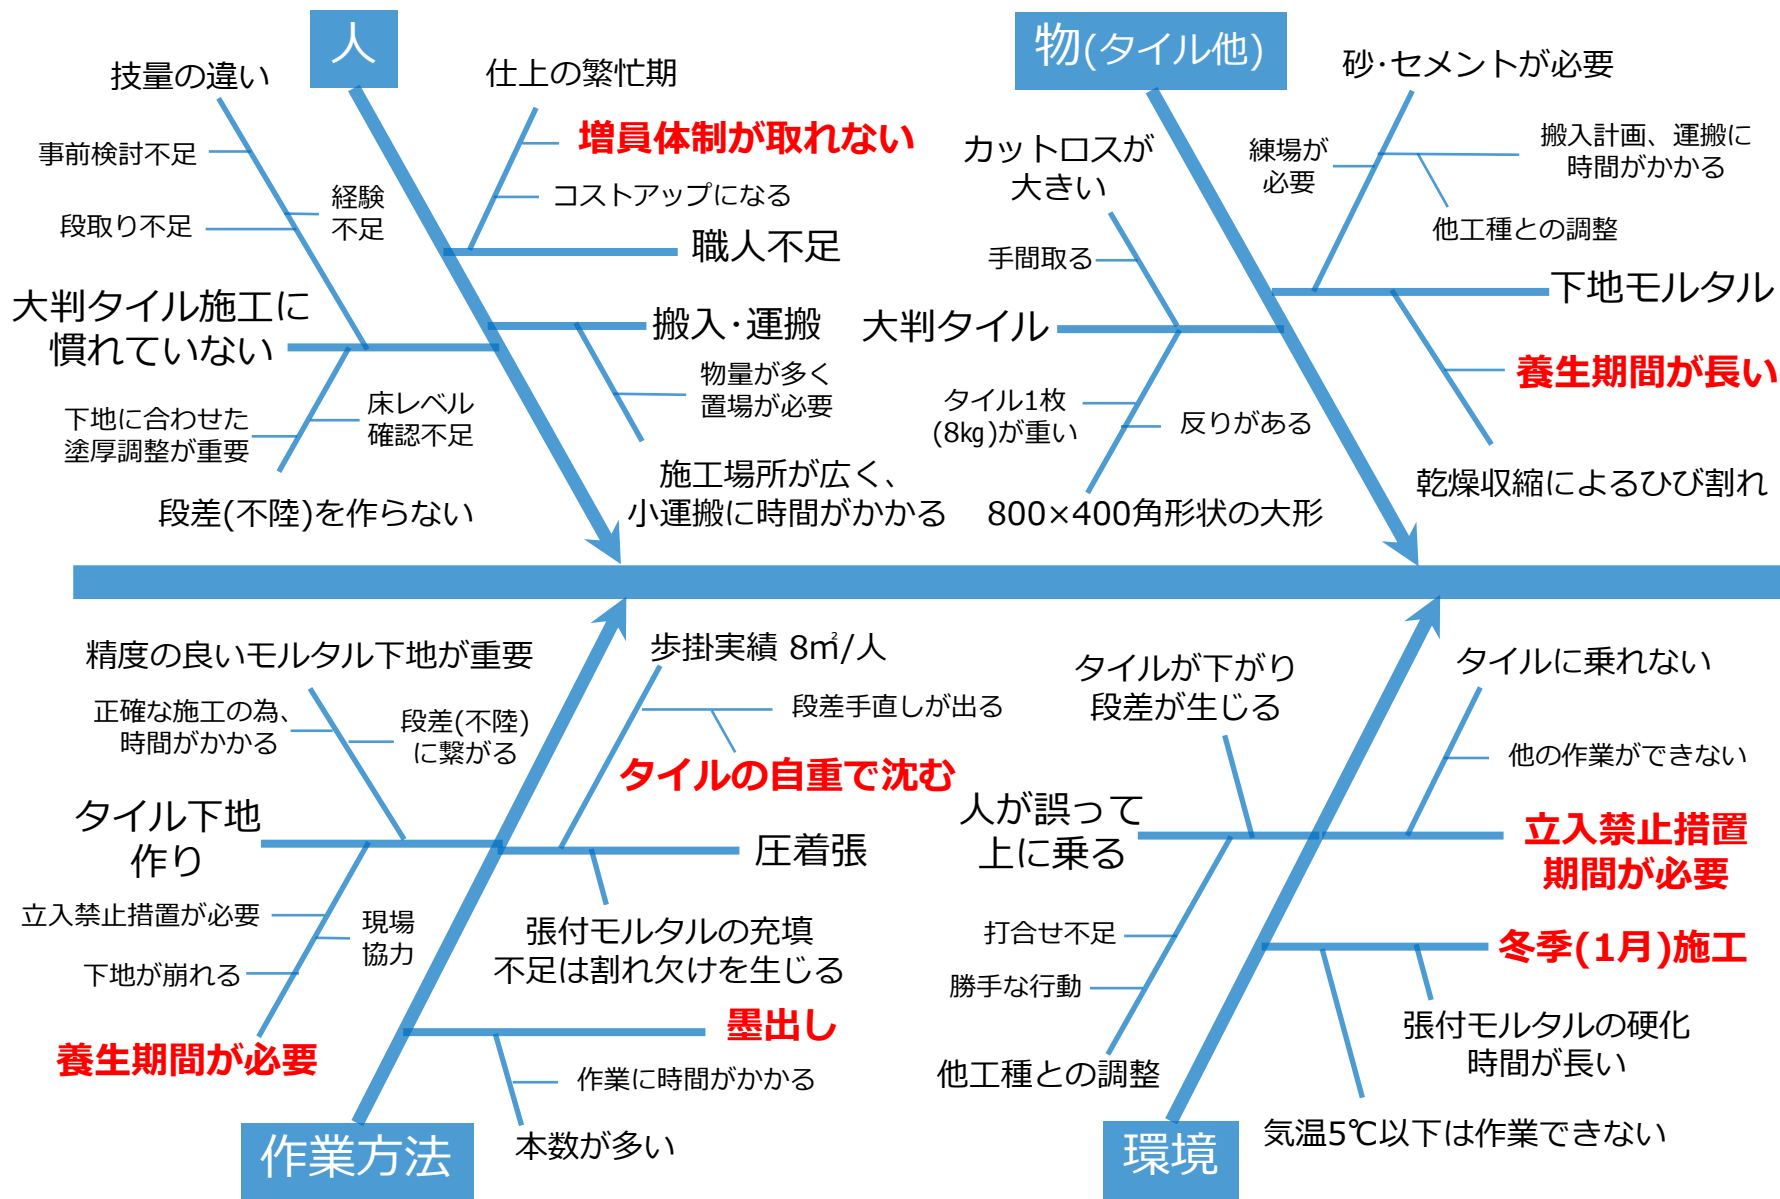 人
技量の違い
事前検討不足
段取り不足
経験
不足
大判タイル施工に
慣れていない
下地に合わせた
塗厚調整が重要
床レベル
確認不足
段差(不陸)を作らない
仕上の繁忙期
増員体制が取れない
コストアップになる
職人不足
搬入･運搬
物量が多く
置場が必要
施工場所が広く、
小運搬に時間がかかる
物(タイル他)
カットロスが
大きい
手間取る
大判タイル
タイル1枚
(8㎏)が重い
反りがある
800×400角形状の大形
砂･セメントが必要
練場が
必要
搬入計画、運搬に
時間がかかる
他工種との調整
下地モルタル
養生期間が長い
乾燥収縮によるひび割れ
精度の良いモルタル下地が重要
正確な施工の為、
時間がかかる
段差(不陸)
に繋がる
タイル下地
作り
立入禁止措置が必要
現場
協力
下地が崩れる
養生期間が必要
歩掛実績 8㎡/人
段差手直しが出る
タイルの自重で沈む
圧着張
張付モルタルの充填
不足は割れ欠けを生じる
墨出し
作業に時間がかかる
本数が多い
作業方法
タイルが下がり
段差が生じる
人が誤って
上に乗る
打合せ不足
勝手な行動
他工種との調整
タイルに乗れない
他の作業ができない
立入禁止措置
期間が必要
冬季(1月)施工
張付モルタルの硬化
時間が長い
気温5℃以下は作業できない
環境